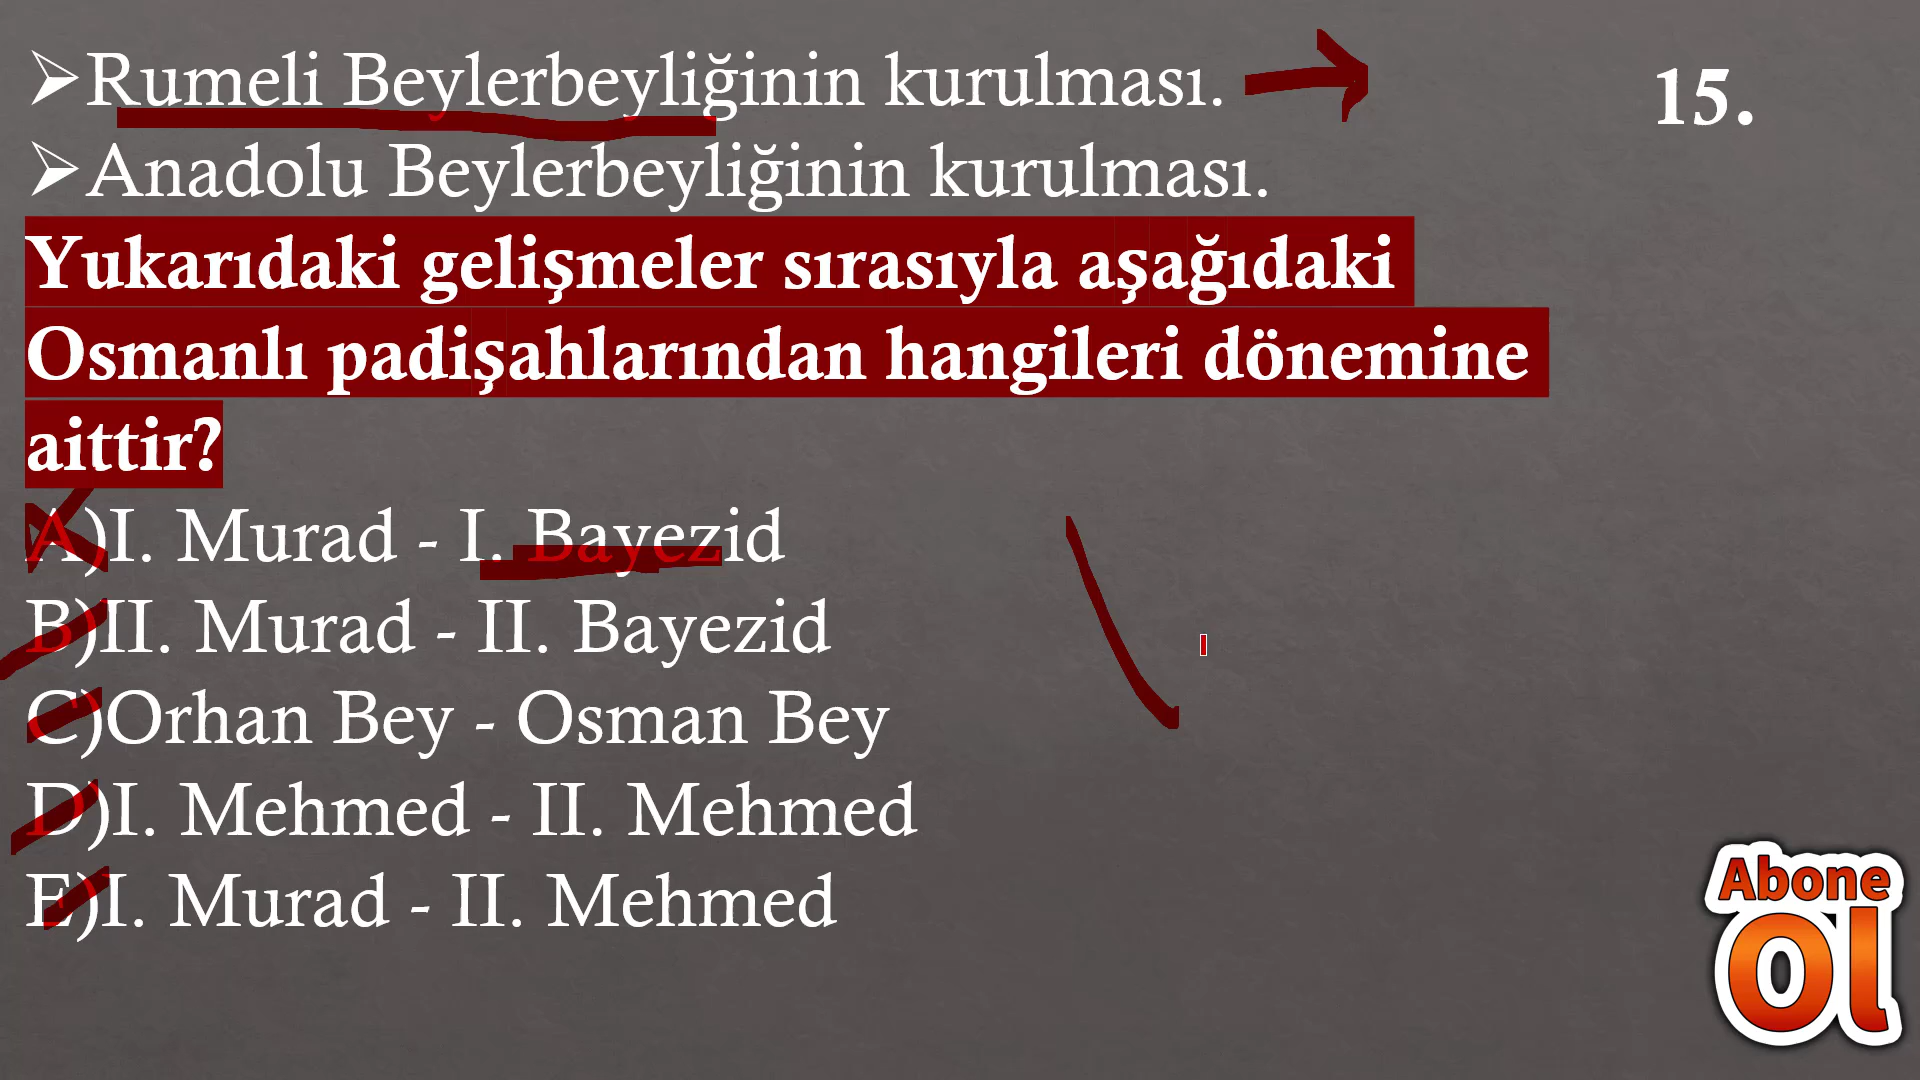 ➢Rumeli Beylerbeyliğinin kurulması.
15.
➢Anadolu Beylerbeyliğinin kurulması.
Yukarıdaki gelişmeler sırasıyla aşağıdaki
Osmanlı padişahlarından hangileri dönemine
aittir?
A)I. Murad - I. Bayezid
B)II. Murad - II. Bayezid
C)Orhan Bey - Osman Bey
D)I. Mehmed - II. Mehmed
E)I. Murad - II. Mehmed
Abone
Ol